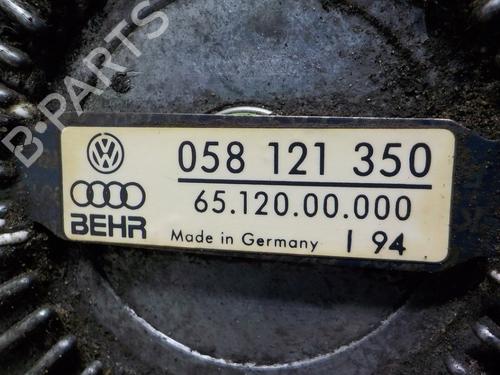 B-PARTS
058 121 350
65.120.00.000
BEHR
Made in Germany
I 94